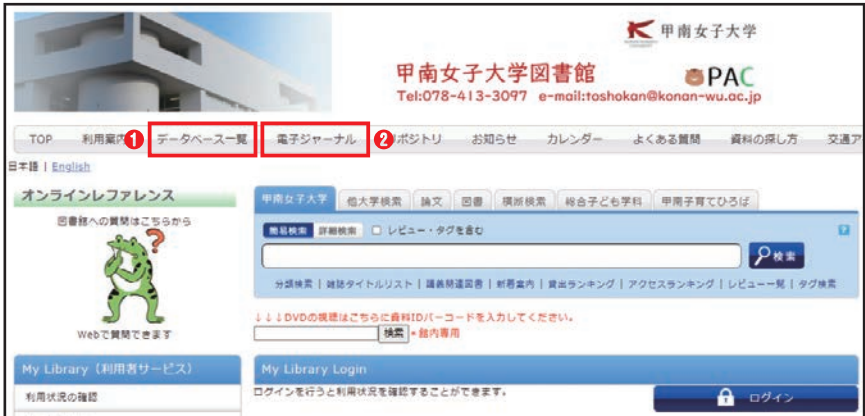 甲南女子大学
甲南女子大学図書館 OPAC
Tel:078-413-3097 e-mail:toshokan@konan-wu.ac.jp
TOP 利用案内 ❶ データベース一覧 電子ジャーナル ❷ リポジトリ お知らせ カレンダー よくある質問 資料の探し方 交通ア
日本語 | English
オンラインレファレンス
図書館への質問はこちらから
Webで質問できます
甲南女子大学 他大学検索 論文 図書 横断検索 総合子ども学科 甲南子育てひろば
簡易検索 詳細検索 レビュー・タグを含む
検索
分類検索 | 雑誌タイトルリスト | 講義関連図書 | 新着案内 | 貸出ランキング | アクセスランキング | レビュー一覧 | タグ検索
↓↓↓DVDの視聴はこちらに資料IDバーコードを入力してください。
検索 *館内専用
My Library（利用者サービス）
利用状況の確認
My Library Login
ログインを行うと利用状況を確認することができます。
ログイン